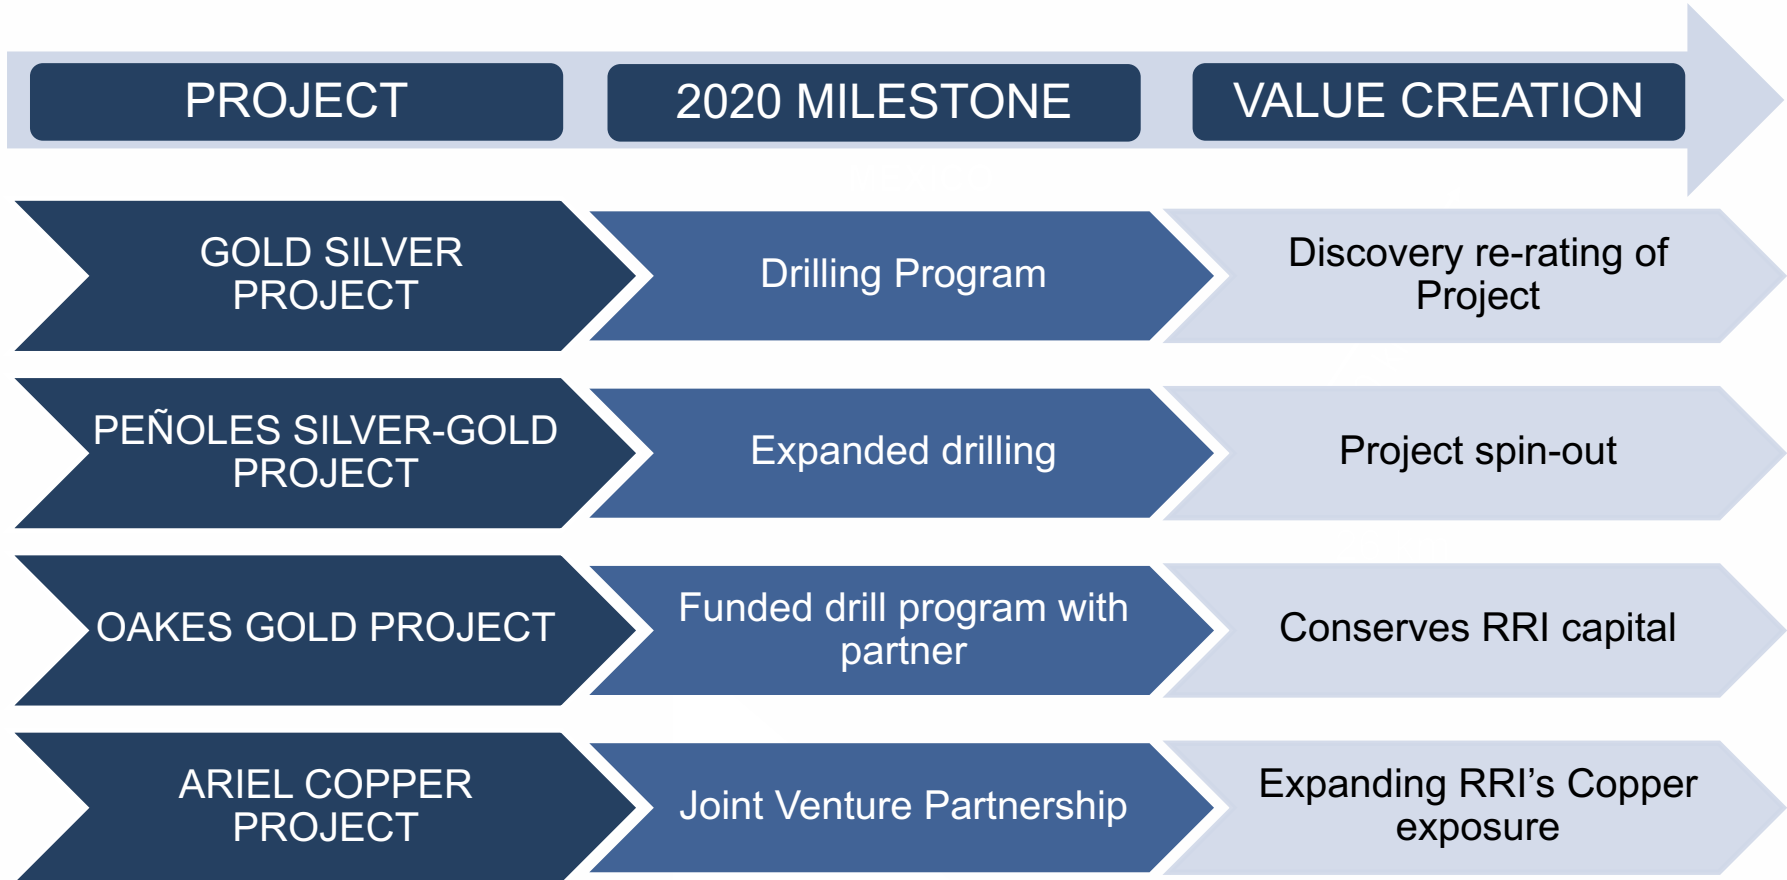 PROJECT
2020 MILESTONE
VALUE CREATION
GOLD SILVER
PROJECT
Drilling Program
Discovery re-rating of
Project
PEÑOLES SILVER-GOLD
PROJECT
Expanded drilling
Project spin-out
OAKES GOLD PROJECT
Funded drill program with
partner
Conserves RRI capital
ARIEL COPPER
PROJECT
Joint Venture Partnership
Expanding RRI’s Copper
exposure